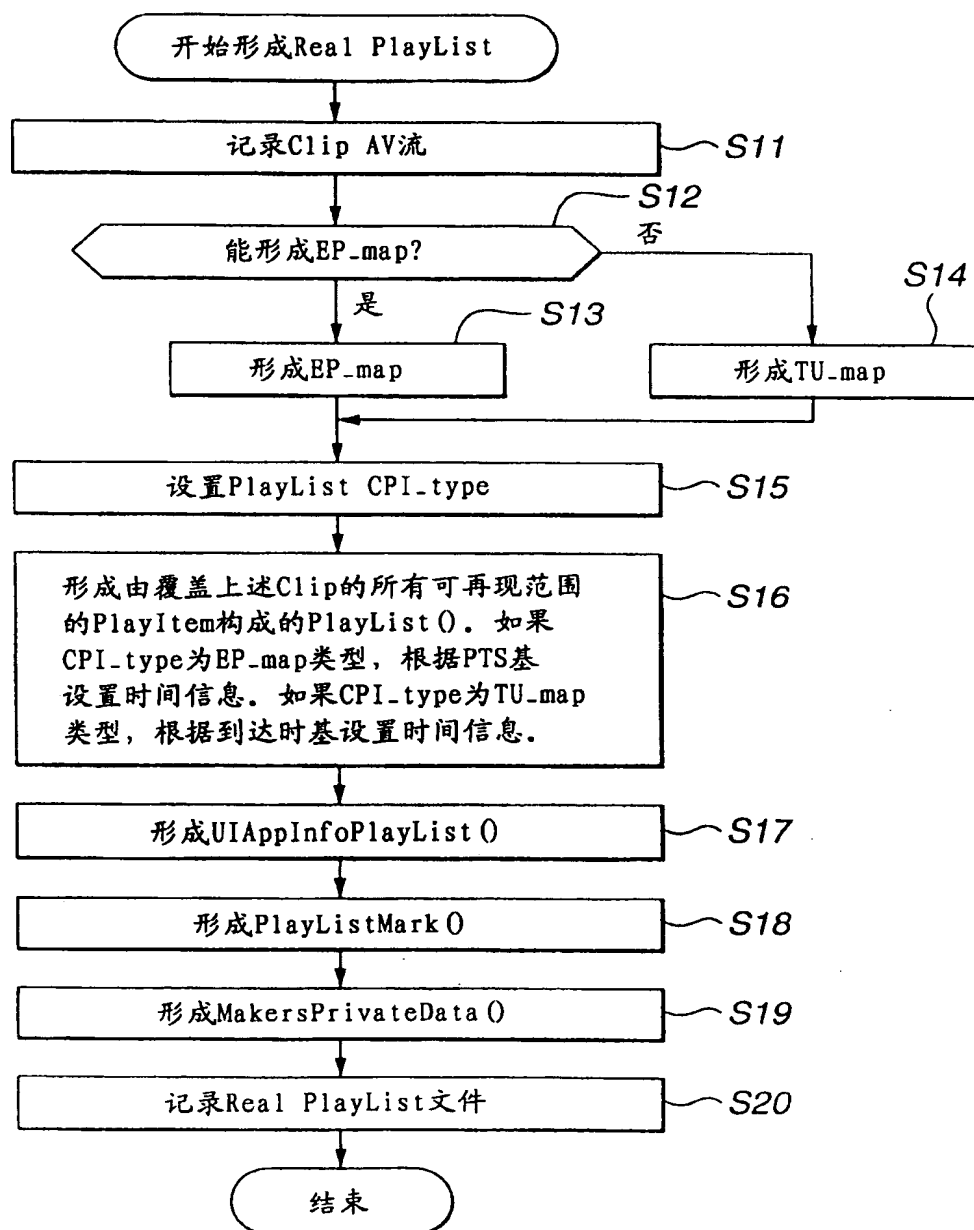 开始形成Real PlayList
记录Clip AV流
S11
S12
能形成EP_map?
否
是
S13
S14
形成EP_map
形成TU_map
设置PlayList CPI_type
S15
形成由覆盖上述Clip的所有可再现范围
的PlayItem构成的PlayList()。如果
CPI_type为EP_map类型，根据PTS基
设置时间信息。如果CPI_type为TU_map
类型，根据到达时基设置时间信息。
S16
形成UIAppInfoPlayList()
S17
形成PlayListMark()
S18
形成MakersPrivateData()
S19
记录Real PlayList文件
S20
结束